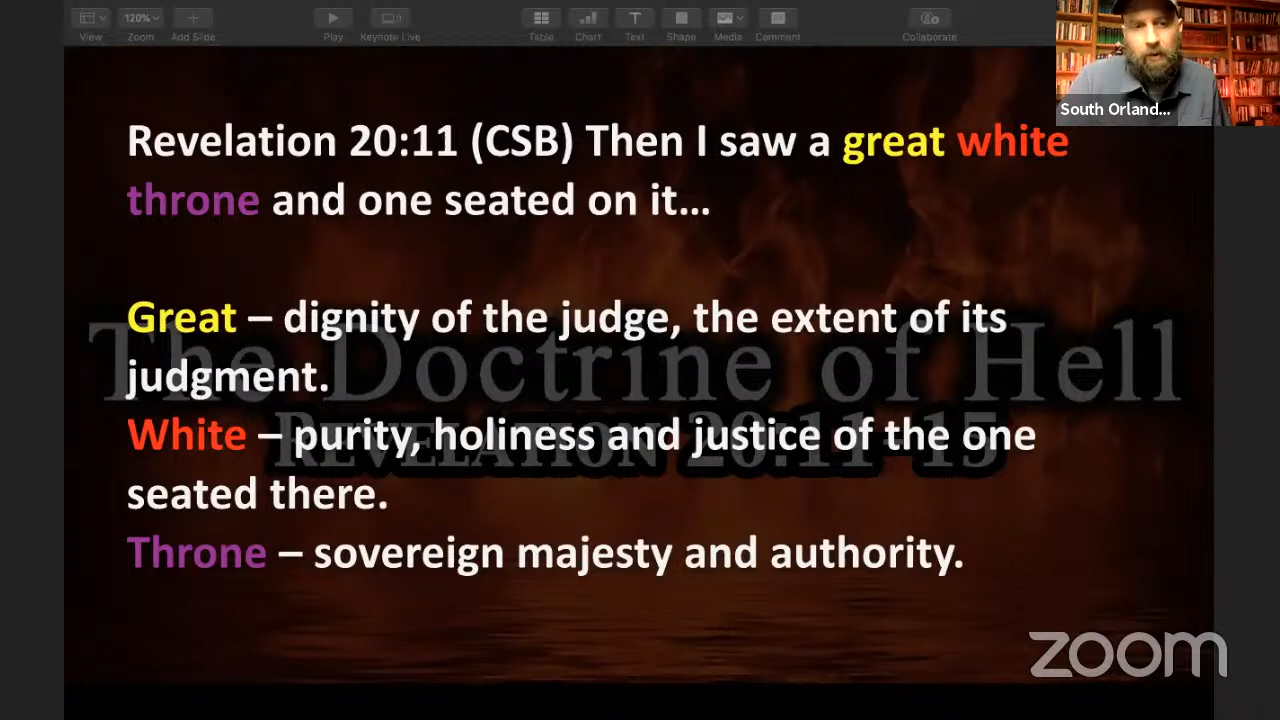 View
120%
Zoom
Add Slide
Play
Keynote Live
Table
Chart
Text
Shape
Media
Comment
Collaborate
South Orland...
Revelation 20:11 (CSB) Then I saw a great white
throne and one seated on it...
Great – dignity of the judge, the extent of its
judgment.
White – purity, holiness and justice of the one
seated there.
Throne – sovereign majesty and authority.
The Doctrine of Hell
Revelation 20:11-15
zoom